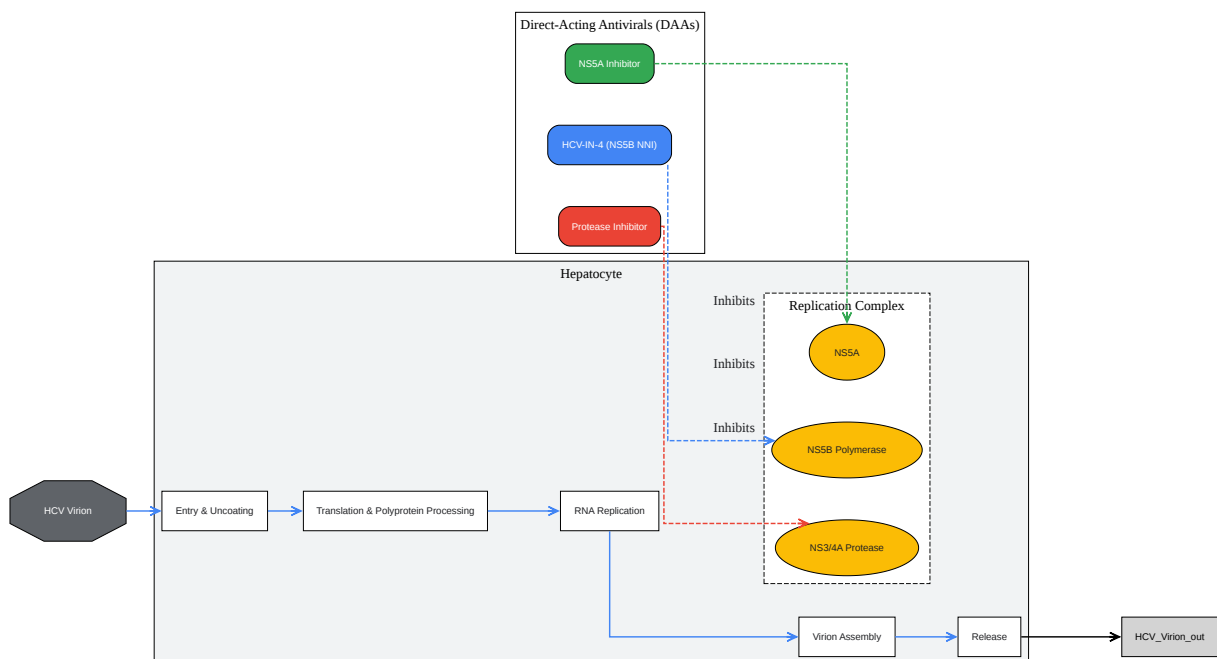 Direct-Acting Antivirals (DAAs)
NS5A Inhibitor
HCV-IN-4 (NS5B NNI)
Protease Inhibitor
Hepatocyte
Inhibits
Replication Complex
NS5A
Inhibits
Inhibits
NS5B Polymerase
HCV Virion
Entry & Uncoating
Translation & Polyprotein Processing
RNA Replication
NS3/4A Protease
Virion Assembly
Release
HCV_Virion_out